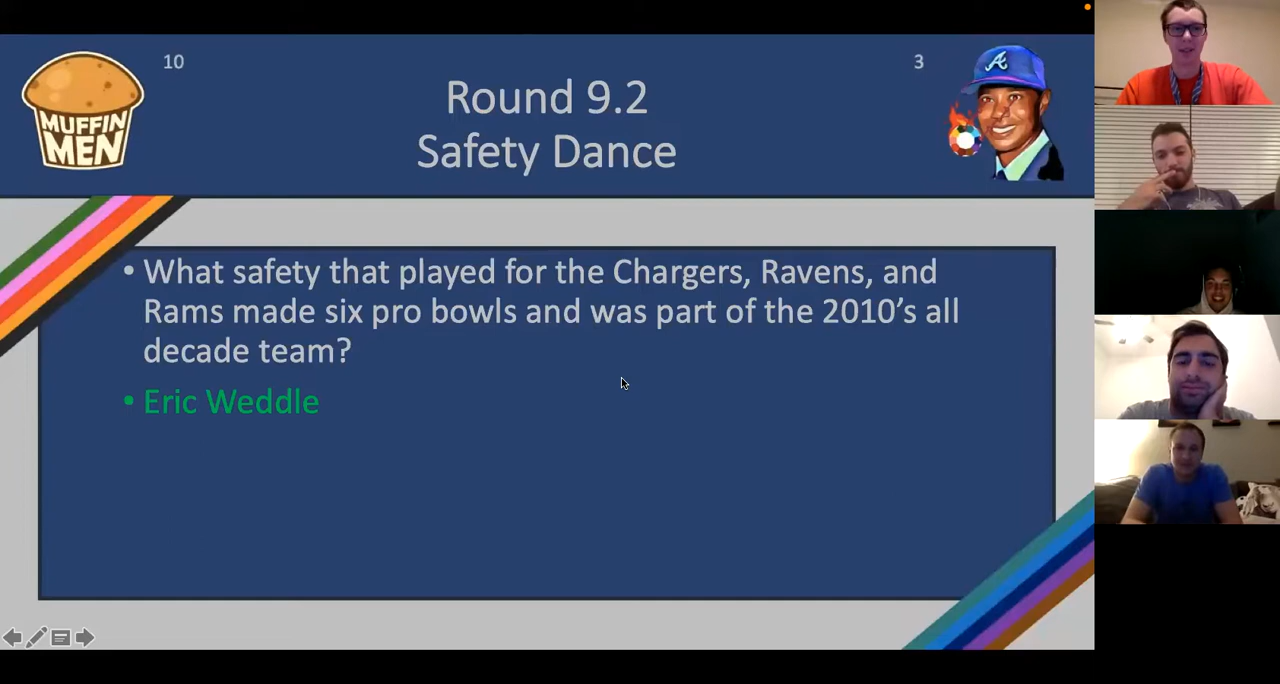 10
3
Round 9.2
Safety Dance
MUFFIN
MEN
A
• What safety that played for the Chargers, Ravens, and
Rams made six pro bowls and was part of the 2010's all
decade team?
• Eric Weddle